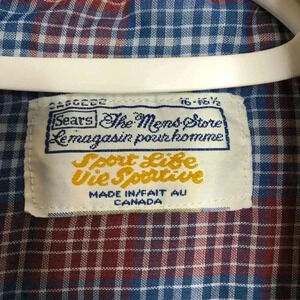 16-16½
Sears The Men's Store
Le magasin pour homme
Sport Life
Vie Sportive
MADE IN/FAIT AU
CANADA